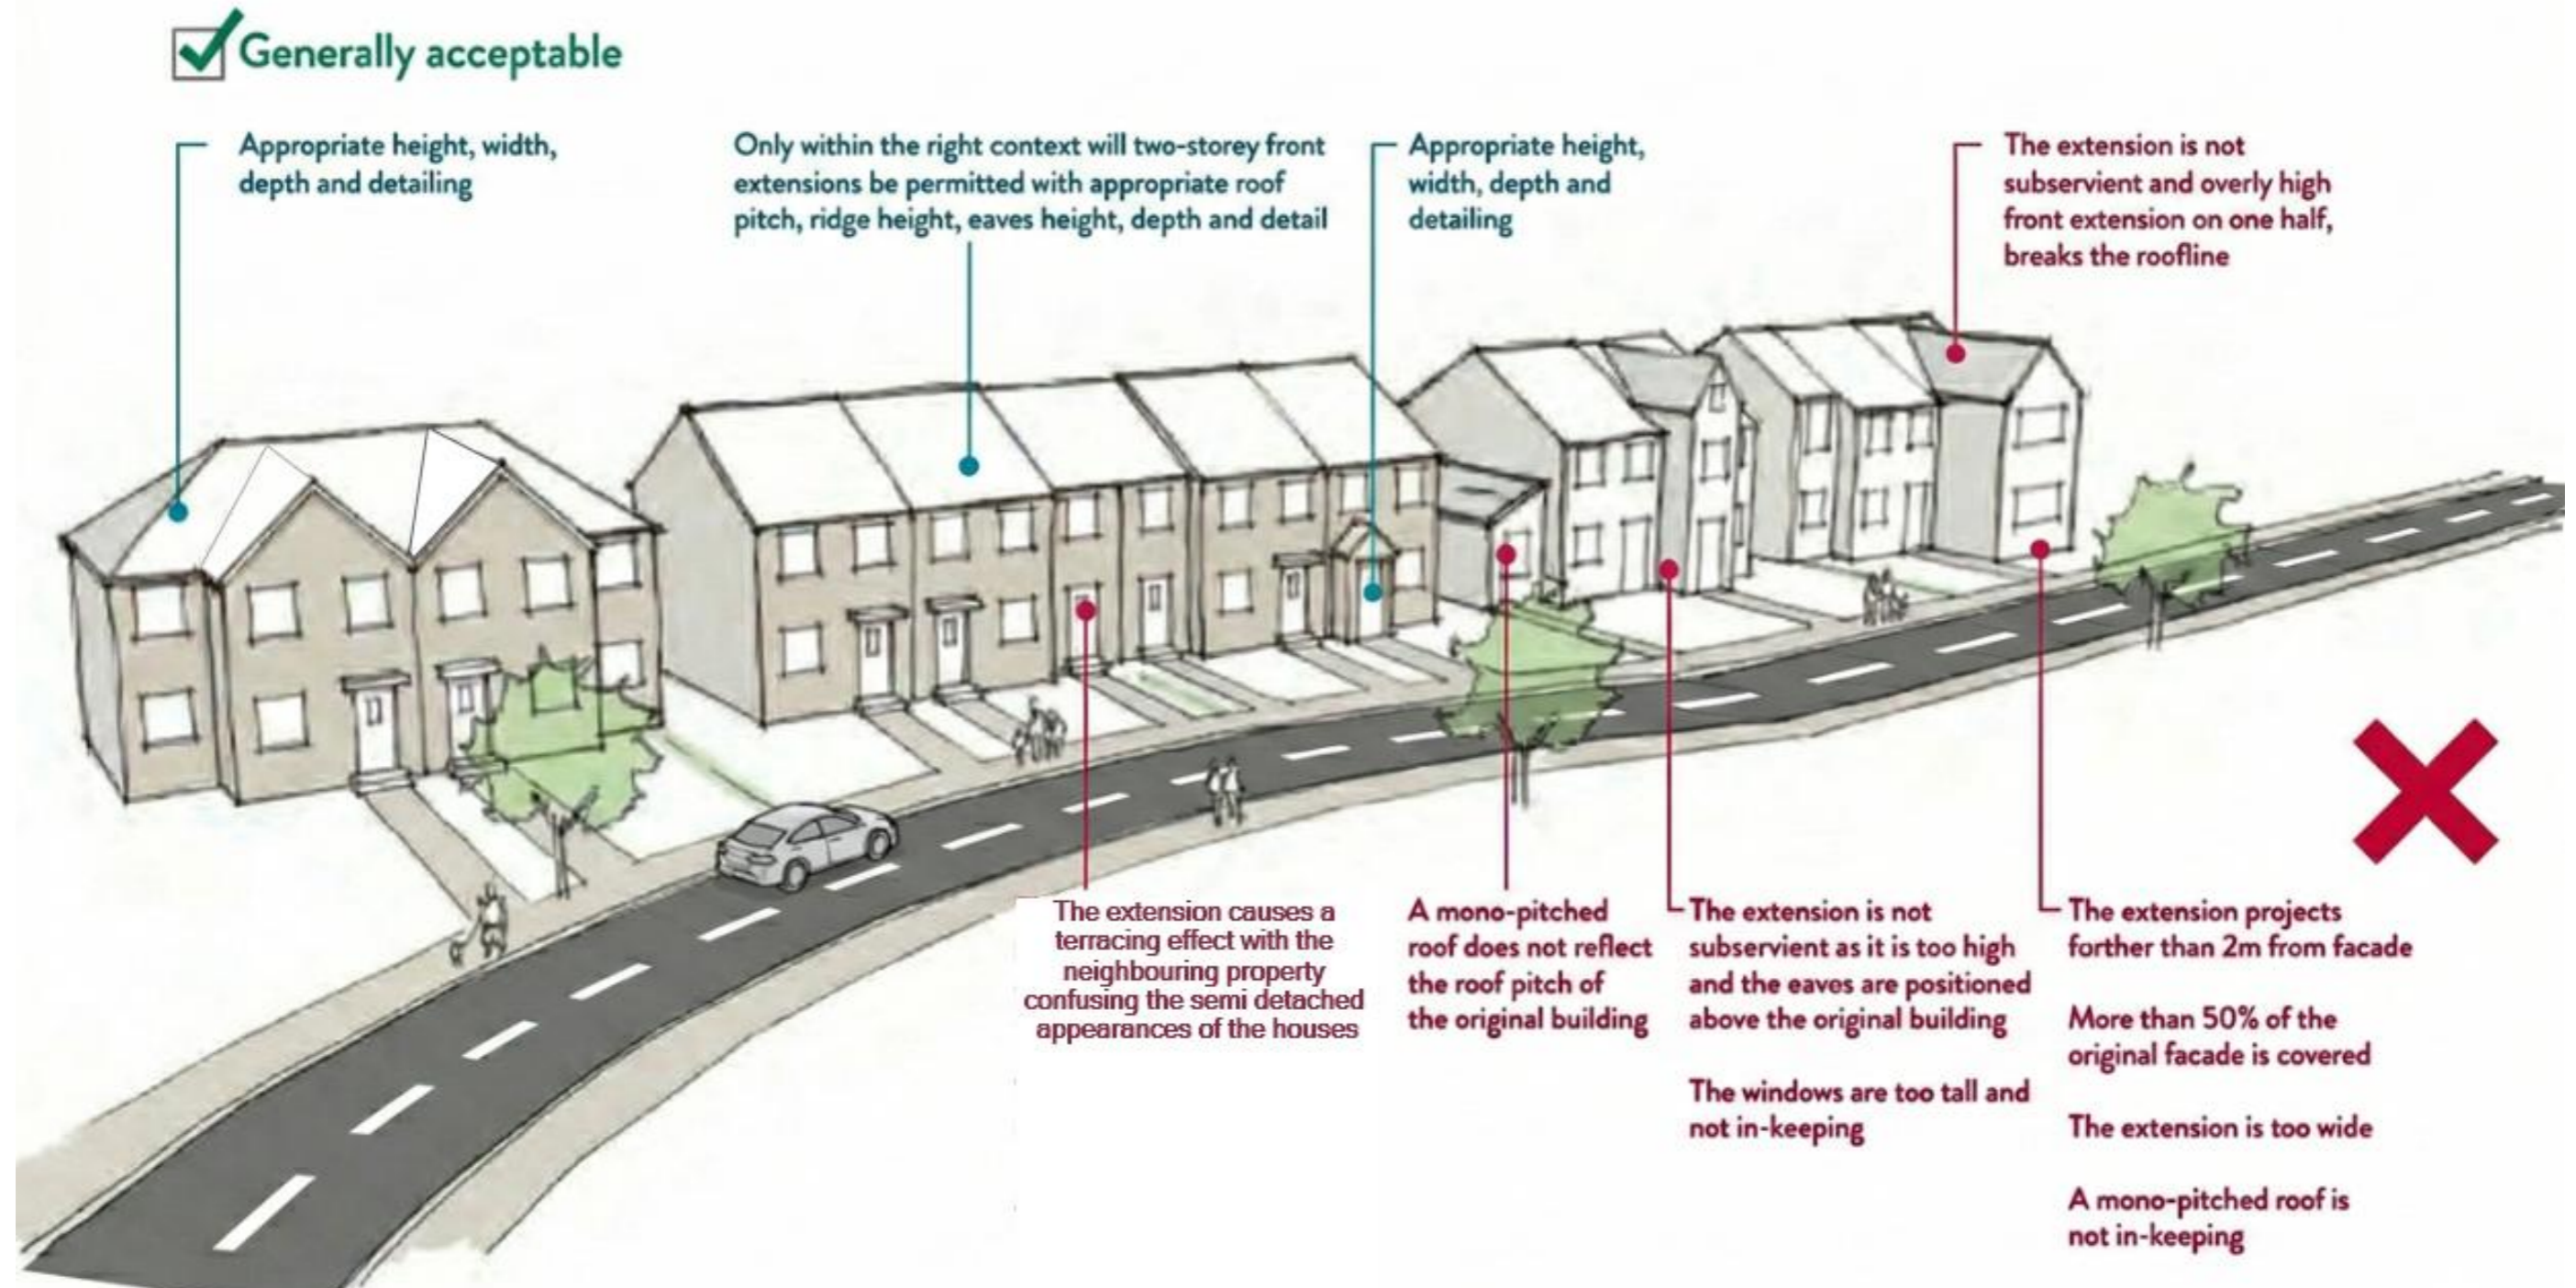 Generally acceptable
Appropriate height, width,
depth and detailing
Only within the right context will two-storey front
extensions be permitted with appropriate roof
pitch, ridge height, eaves height, depth and detail
Appropriate height,
width, depth and
detailing
The extension is not
subservient and overly high
front extension on one half,
breaks the roofline
The extension causes a
terracing effect with the
neighbouring property
confusing the semi detached
appearances of the houses
A mono-pitched
roof does not reflect
the roof pitch of
the original building
The extension is not
subservient as it is too high
and the eaves are positioned
above the original building
The windows are too tall and
not in-keeping
The extension projects
forther than 2m from facade
More than 50% of the
original facade is covered
The extension is too wide
A mono-pitched roof is
not in-keeping